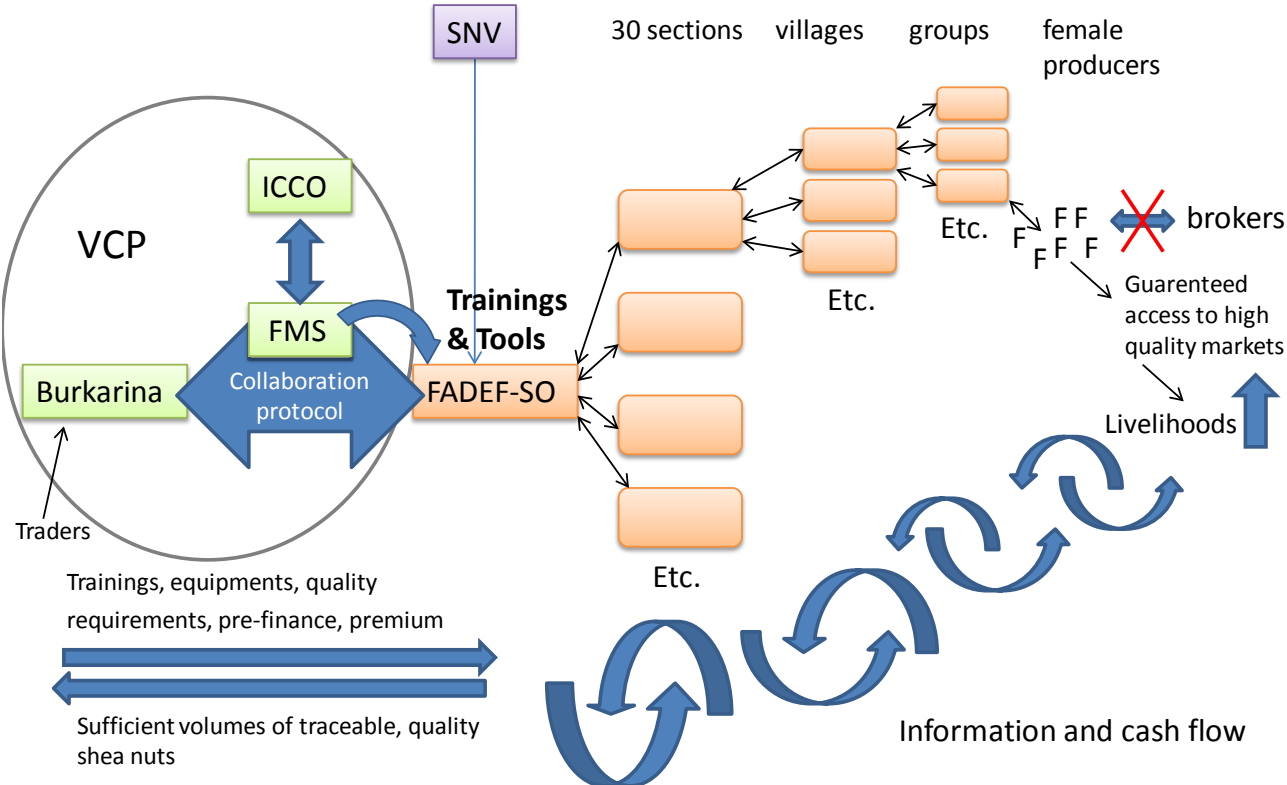 SNV
30 sections
villages
groups
female
producers
ICCO
VCP
FMS
Trainings
& Tools
Burkarina
Collaboration
protocol
FADEF-SO
Traders
Etc.
Etc.
Etc.
F F
F F F
F
brokers
Guarenteed
access to high
quality markets
Livelihoods
Trainings, equipments, quality
requirements, pre-finance, premium
Sufficient volumes of traceable, quality
shea nuts
Information and cash flow